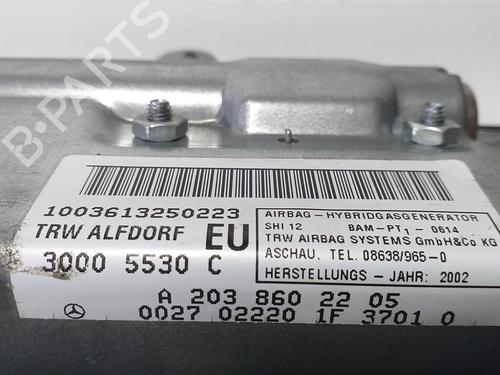 B-PARTS
1003613250223
TRW ALFDORF EU
3000 5530 C
AIRBAG - HYBRIDGASGENERATOR
SHI 12 BAM-PT1-0614
TRW AIRBAG SYSTEMS GmbH&Co KG
ASCHAU, TEL. 08638/965-0
HERSTELLUNGS - JAHR: 2002
A 203 860 22 05
0027 02220 1F 3701 0